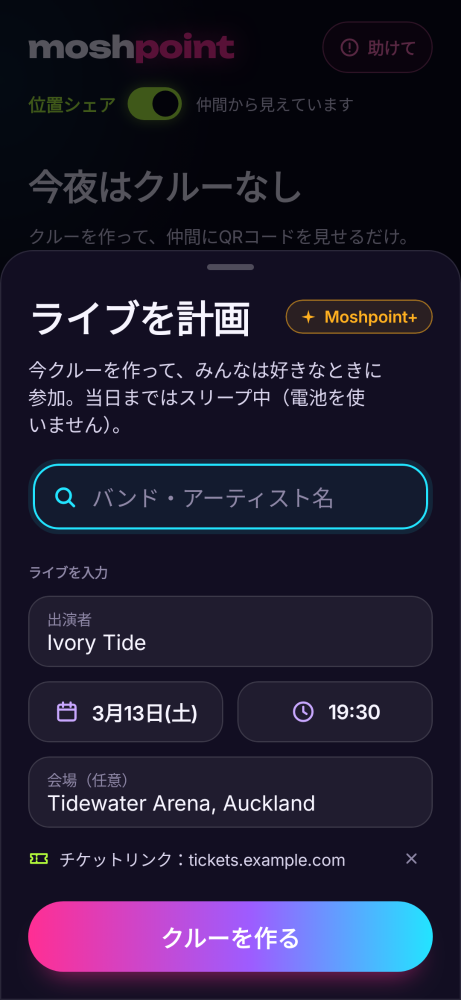 moshpoint
助けて
位置シェア
仲間から見えています
今夜はクルーなし
クルーを作って、仲間にQRコードを見せるだけ。
ライブを計画
Moshpoint+
今クルーを作って、みんなは好きなときに
参加。当日まではスリープ中（電池を使
いません）。
バンド・アーティスト名
ライブを入力
出演者
Ivory Tide
3月13日(土)
19:30
会場（任意）
Tidewater Arena, Auckland
チケットリンク：tickets.example.com
クルーを作る